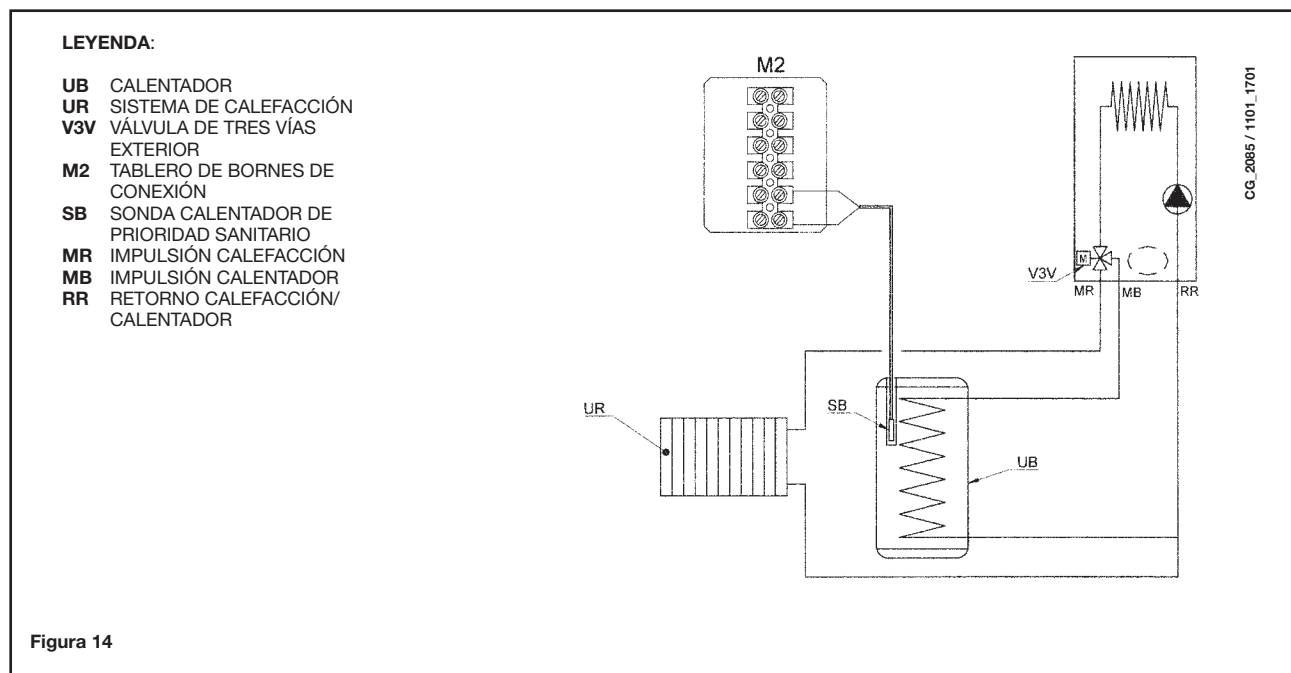 LEYENDA:
UB CALENTADOR
UR SISTEMA DE CALEFACCIÓN
V3V VÁLVULA DE TRES VÍAS
EXTERIOR
M2 TABLERO DE BORNES DE
CONEXIÓN
SB SONDA CALENTADOR DE
PRIORIDAD SANITARIO
MR IMPULSIÓN CALEFACCIÓN
MB IMPULSIÓN CALENTADOR
RR RETORNO CALEFACCIÓN/
CALENTADOR
M2
CG_2085 / 1101_1701
M
V3V
MR
MB
RR
UR
SB
UB
Figura 14